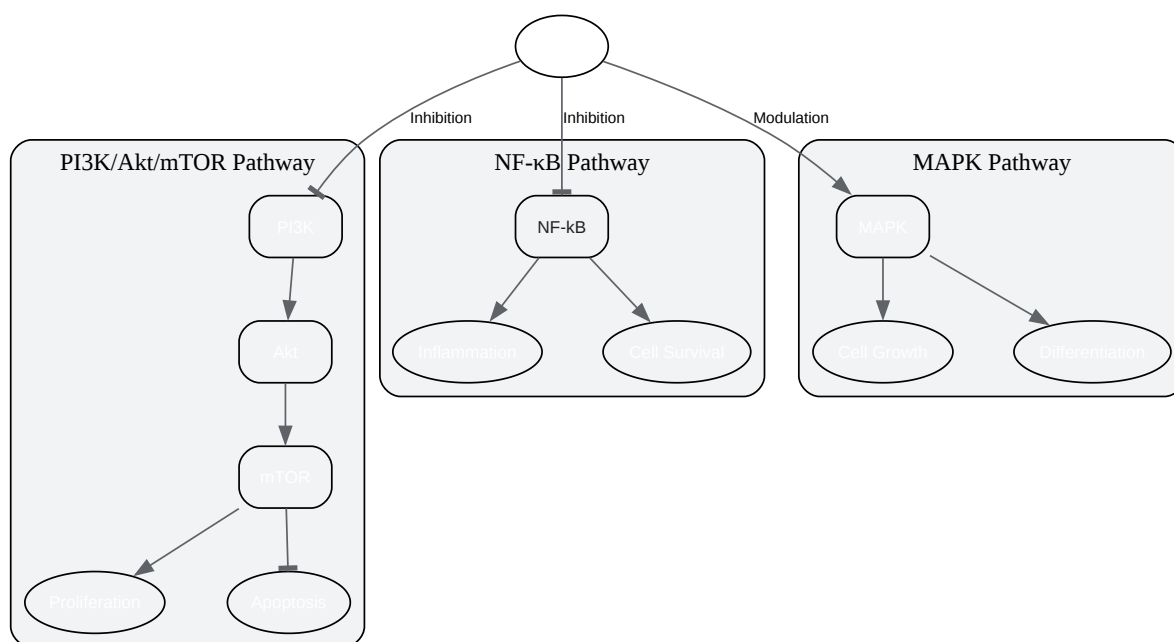 Inhibition
Inhibition
Modulation
PI3K/Akt/mTOR Pathway
NF-κB Pathway
MAPK Pathway
PI3K
NF-kB
MAPK
Akt
Inflammation
Cell Survival
Cell Growth
Differentiation
mTOR
Proliferation
Apoptosis